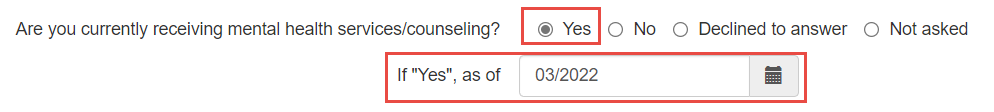 Are you currently receiving mental health services/counseling? Yes No Declined to answer Not asked
If "Yes", as of 03/2022